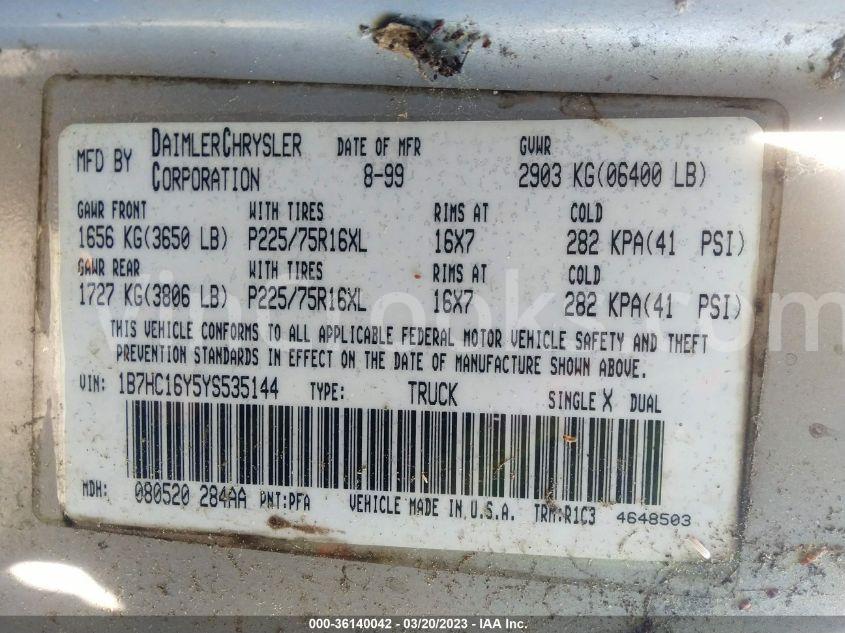 MFD BY DAIMLERCHRYSLER CORPORATION DATE OF MFR 8-99 GVWR 2903 KG(06400 LB)
GAWR FRONT WITH TIRES RIMS AT COLD
1656 KG(3650 LB) P225/75R16XL 16X7 282 KPA(41 PSI)
GAWR REAR WITH TIRES RIMS AT COLD
1727 KG(3806 LB) P225/75R16XL 16X7 282 KPA(41 PSI)
THIS VEHICLE CONFORMS TO ALL APPLICABLE FEDERAL MOTOR VEHICLE SAFETY AND THEFT
PREVENTION STANDARDS IN EFFECT ON THE DATE OF MANUFACTURE SHOWN ABOVE.
VIN: 1B7HC16Y5YS535144 TYPE: TRUCK SINGLE X DUAL
MDH: 080520 284AA PNT:PFA VEHICLE MADE IN U.S.A. TRM:R1C3 4648503
000-36140042 — 03/20/2023 — IAA Inc.